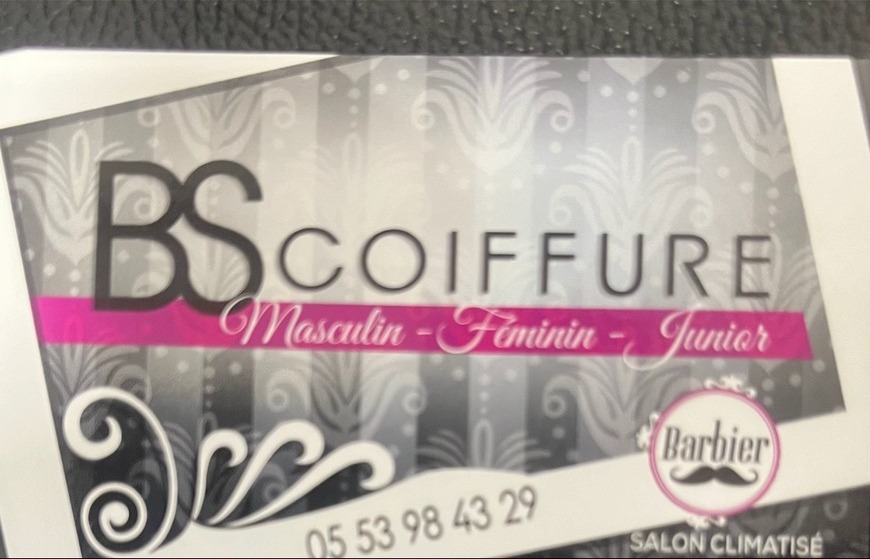 BS COIFFURE
Masculin - Féminin - Junior
Barbier
05 53 98 43 29
SALON CLIMATISÉ